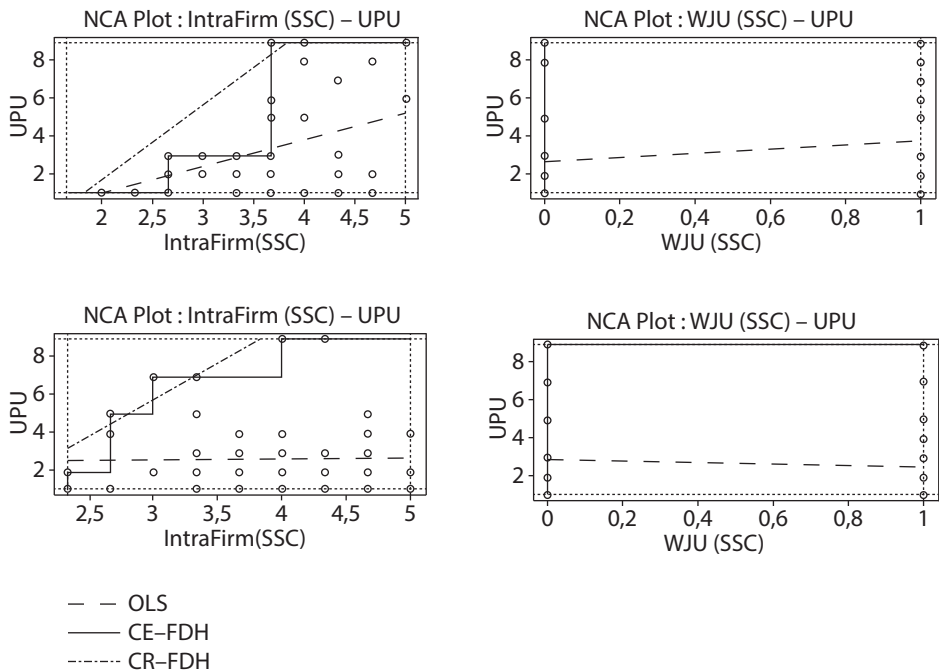 NCA Plot : IntraFirm (SSC) – UPU
8
6
4
2
UPU
2 2,5 3 3,5 4 4,5 5
IntraFirm(SSC)
NCA Plot : WJU (SSC) – UPU
8
6
4
2
UPU
0 0,2 0,4 0,6 0,8 1
WJU (SSC)
NCA Plot : IntraFirm (SSC) – UPU
8
6
4
2
UPU
2,5 3 3,5 4 4,5 5
IntraFirm(SSC)
NCA Plot : WJU (SSC) – UPU
8
6
4
2
UPU
0 0,2 0,4 0,6 0,8 1
WJU (SSC)
OLS
CE–FDH
CR–FDH